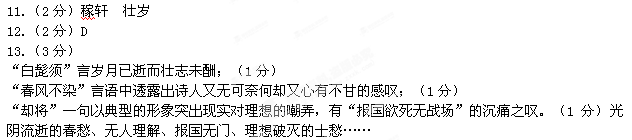 11.（2分）稼轩　壮岁
12.（2分）D
13.（3分）
“白髭须”言岁月已逝而壮志未酬；（1分）
“春风不染”言语中透露出诗人又无可奈何却又心有不甘的感叹；（1分）
“却将”一句以典型的形象突出现实对理想的嘲弄，有“报国欲死无战场”的沉痛之叹。（1分）光
阴流逝的春愁、无人理解、报国无门、理想破灭的士愁……